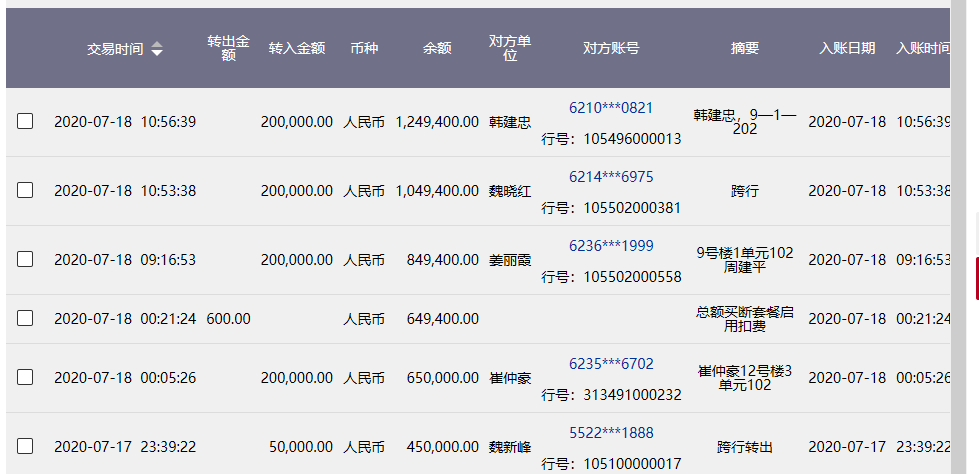 交易时间 转出金额 转入金额 币种 余额 对方单位 对方账号 摘要 入账日期 入账时间
6210***0821
2020-07-18 10:56:39 200,000.00 人民币 1,249,400.00 韩建忠 韩建忠，9—1—202 2020-07-18 10:56:39
行号：105496000013
6214***6975
2020-07-18 10:53:38 200,000.00 人民币 1,049,400.00 魏晓红 跨行 2020-07-18 10:53:38
行号：105502000381
6236***1999
2020-07-18 09:16:53 200,000.00 人民币 849,400.00 姜丽霞 9号楼1单元102周建平 2020-07-18 09:16:53
行号：105502000558
2020-07-18 00:21:24 600.00 人民币 649,400.00 总额买断套餐启用扣费 2020-07-18 00:21:24
6235***6702
2020-07-18 00:05:26 200,000.00 人民币 650,000.00 崔仲豪 崔仲豪12号楼3单元102 2020-07-18 00:05:26
行号：313491000232
5522***1888
2020-07-17 23:39:22 50,000.00 人民币 450,000.00 魏新峰 跨行转出 2020-07-17 23:39:22
行号：105100000017